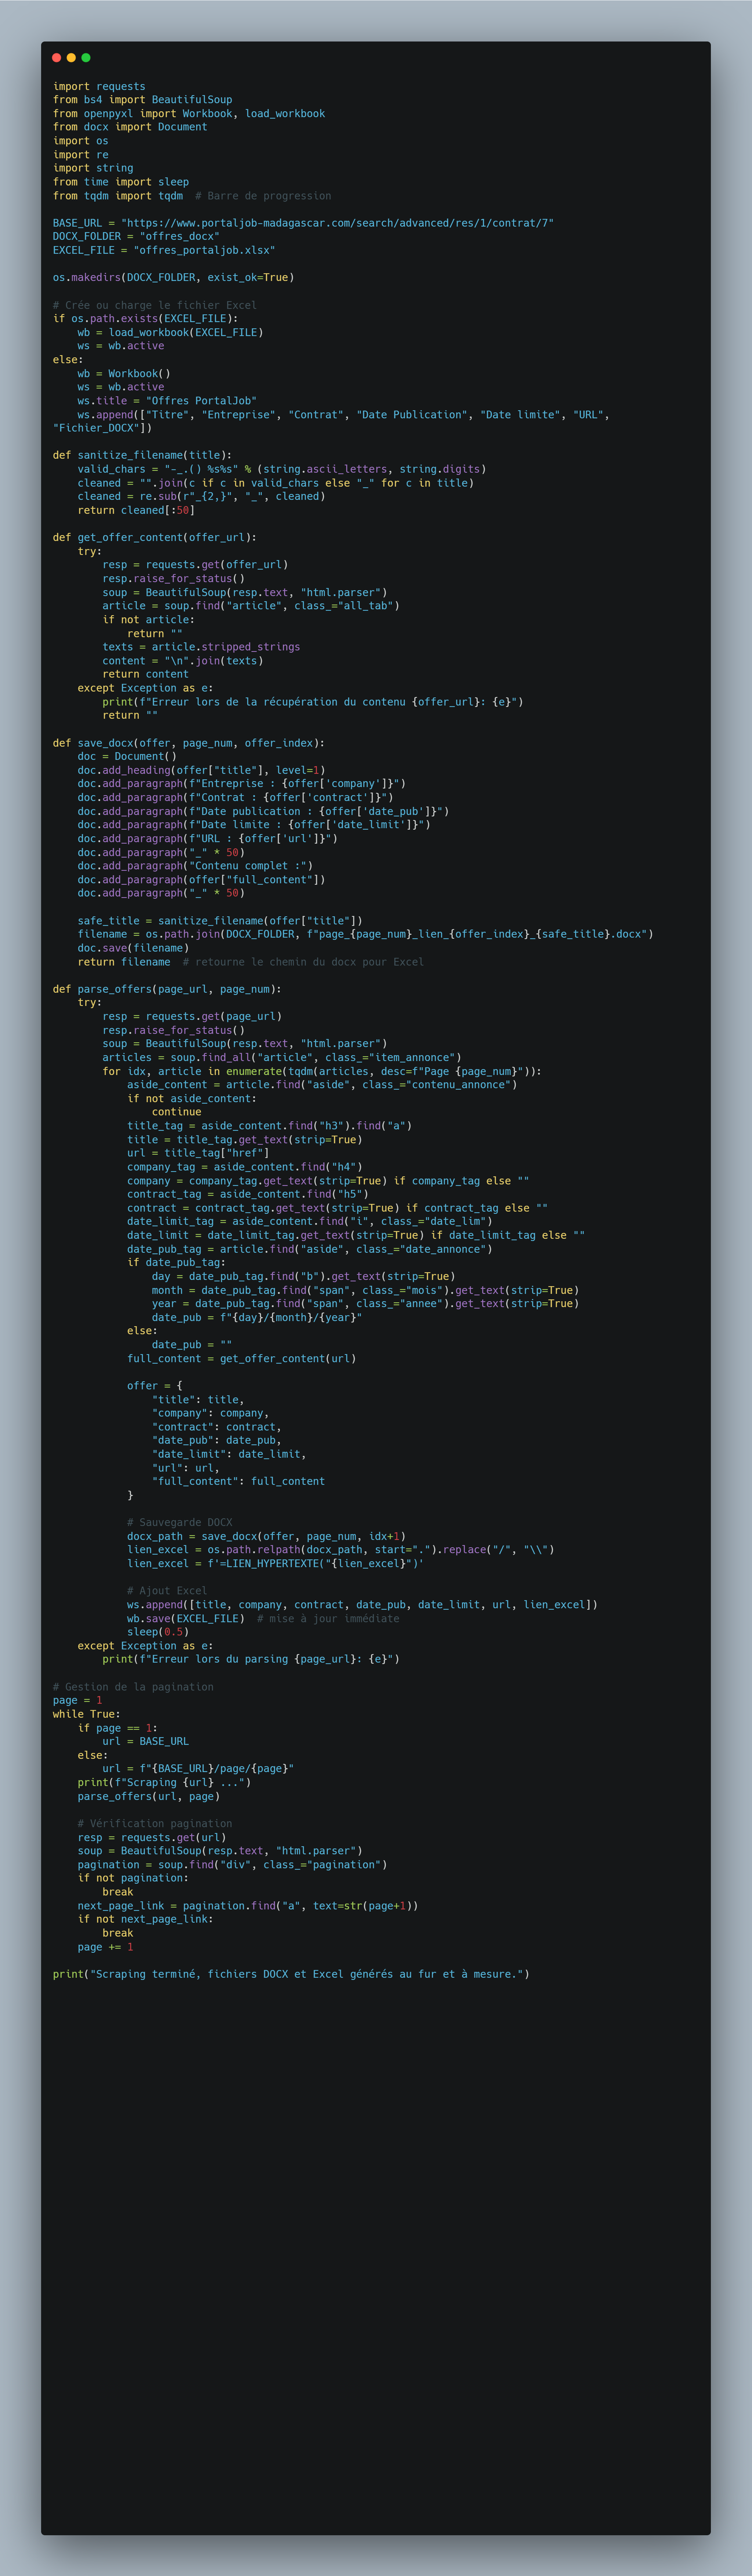 import requests
from bs4 import BeautifulSoup
from openpyxl import Workbook, load_workbook
from docx import Document
import os
import re
import string
from time import sleep
from tqdm import tqdm  # Barre de progression

BASE_URL = "https://www.portaljob-madagascar.com/search/advanced/res/1/contrat/7"
DOCX_FOLDER = "offres_docx"
EXCEL_FILE = "offres_portaljob.xlsx"

os.makedirs(DOCX_FOLDER, exist_ok=True)

# Crée ou charge le fichier Excel
if os.path.exists(EXCEL_FILE):
    wb = load_workbook(EXCEL_FILE)
    ws = wb.active
else:
    wb = Workbook()
    ws = wb.active
    ws.title = "Offres PortalJob"
    ws.append(["Titre", "Entreprise", "Contrat", "Date Publication", "Date limite", "URL",
"Fichier_DOCX"])

def sanitize_filename(title):
    valid_chars = "-_.() %s%s" % (string.ascii_letters, string.digits)
    cleaned = "".join(c if c in valid_chars else "_" for c in title)
    cleaned = re.sub(r"_{2,}", "_", cleaned)
    return cleaned[:50]

def get_offer_content(offer_url):
    try:
        resp = requests.get(offer_url)
        resp.raise_for_status()
        soup = BeautifulSoup(resp.text, "html.parser")
        article = soup.find("article", class_="all_tab")
        if not article:
            return ""
        texts = article.stripped_strings
        content = "\n".join(texts)
        return content
    except Exception as e:
        print(f"Erreur lors de la récupération du contenu {offer_url}: {e}")
        return ""

def save_docx(offer, page_num, offer_index):
    doc = Document()
    doc.add_heading(offer["title"], level=1)
    doc.add_paragraph(f"Entreprise : {offer['company']}")
    doc.add_paragraph(f"Contrat : {offer['contract']}")
    doc.add_paragraph(f"Date publication : {offer['date_pub']}")
    doc.add_paragraph(f"Date limite : {offer['date_limit']}")
    doc.add_paragraph(f"URL : {offer['url']}")
    doc.add_paragraph("_" * 50)
    doc.add_paragraph("Contenu complet :")
    doc.add_paragraph(offer["full_content"])
    doc.add_paragraph("_" * 50)

    safe_title = sanitize_filename(offer["title"])
    filename = os.path.join(DOCX_FOLDER, f"page_{page_num}_lien_{offer_index}_{safe_title}.docx")
    doc.save(filename)
    return filename  # retourne le chemin du docx pour Excel

def parse_offers(page_url, page_num):
    try:
        resp = requests.get(page_url)
        resp.raise_for_status()
        soup = BeautifulSoup(resp.text, "html.parser")
        articles = soup.find_all("article", class_="item_annonce")
        for idx, article in enumerate(tqdm(articles, desc=f"Page {page_num}")):
            aside_content = article.find("aside", class_="contenu_annonce")
            if not aside_content:
                continue
            title_tag = aside_content.find("h3").find("a")
            title = title_tag.get_text(strip=True)
            url = title_tag["href"]
            company_tag = aside_content.find("h4")
            company = company_tag.get_text(strip=True) if company_tag else ""
            contract_tag = aside_content.find("h5")
            contract = contract_tag.get_text(strip=True) if contract_tag else ""
            date_limit_tag = aside_content.find("i", class_="date_lim")
            date_limit = date_limit_tag.get_text(strip=True) if date_limit_tag else ""
            date_pub_tag = article.find("aside", class_="date_annonce")
            if date_pub_tag:
                day = date_pub_tag.find("b").get_text(strip=True)
                month = date_pub_tag.find("span", class_="mois").get_text(strip=True)
                year = date_pub_tag.find("span", class_="annee").get_text(strip=True)
                date_pub = f"{day}/{month}/{year}"
            else:
                date_pub = ""
            full_content = get_offer_content(url)

            offer = {
                "title": title,
                "company": company,
                "contract": contract,
                "date_pub": date_pub,
                "date_limit": date_limit,
                "url": url,
                "full_content": full_content
            }

            # Sauvegarde DOCX
            docx_path = save_docx(offer, page_num, idx+1)
            lien_excel = os.path.relpath(docx_path, start=".").replace("/", "\\")
            lien_excel = f'=LIEN_HYPERTEXTE("{lien_excel}")'

            # Ajout Excel
            ws.append([title, company, contract, date_pub, date_limit, url, lien_excel])
            wb.save(EXCEL_FILE)  # mise à jour immédiate
            sleep(0.5)
    except Exception as e:
        print(f"Erreur lors du parsing {page_url}: {e}")

# Gestion de la pagination
page = 1
while True:
    if page == 1:
        url = BASE_URL
    else:
        url = f"{BASE_URL}/page/{page}"
    print(f"Scraping {url} ...")
    parse_offers(url, page)

    # Vérification pagination
    resp = requests.get(url)
    soup = BeautifulSoup(resp.text, "html.parser")
    pagination = soup.find("div", class_="pagination")
    if not pagination:
        break
    next_page_link = pagination.find("a", text=str(page+1))
    if not next_page_link:
        break
    page += 1

print("Scraping terminé, fichiers DOCX et Excel générés au fur et à mesure.")